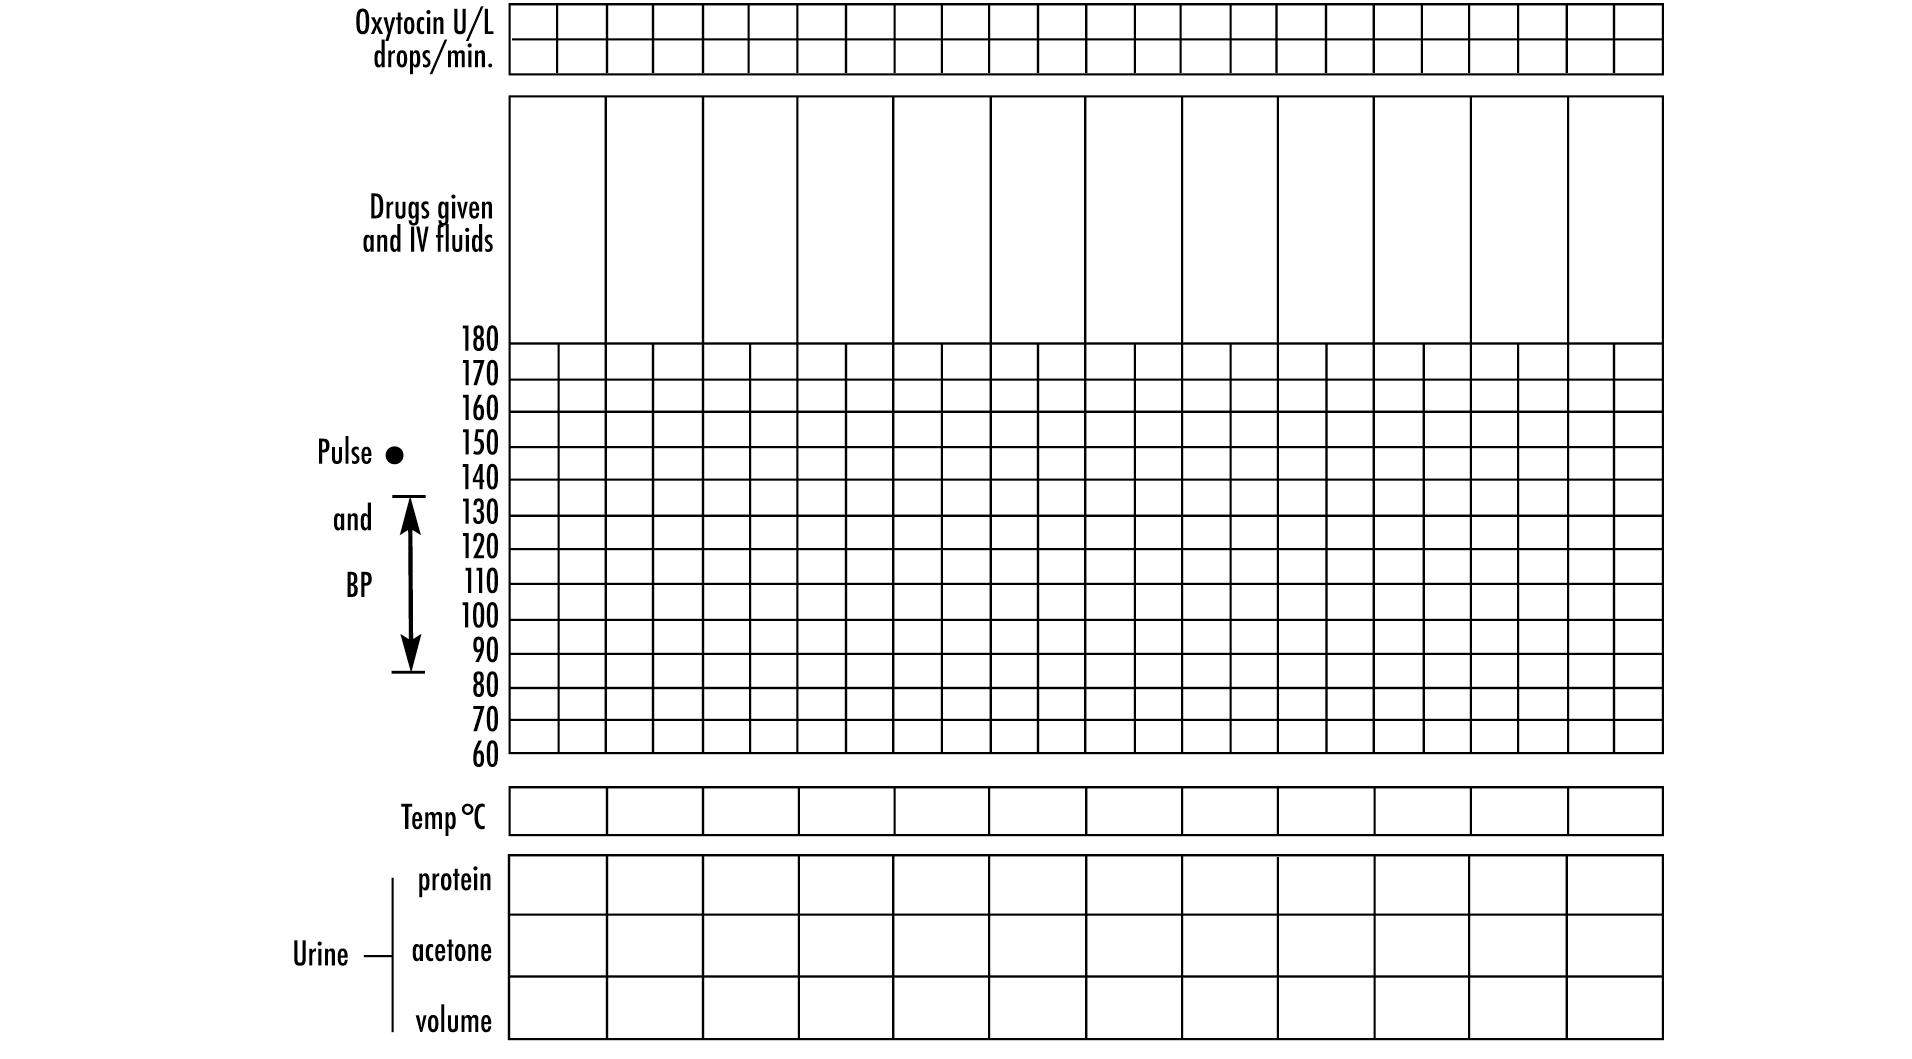 Oxytocin U/L
drops/min.
Drugs given
and IV fluids
180
170
160
150
140
130
120
110
100
90
80
70
60
Pulse
and
BP
Temp °C
Urine
protein
acetone
volume